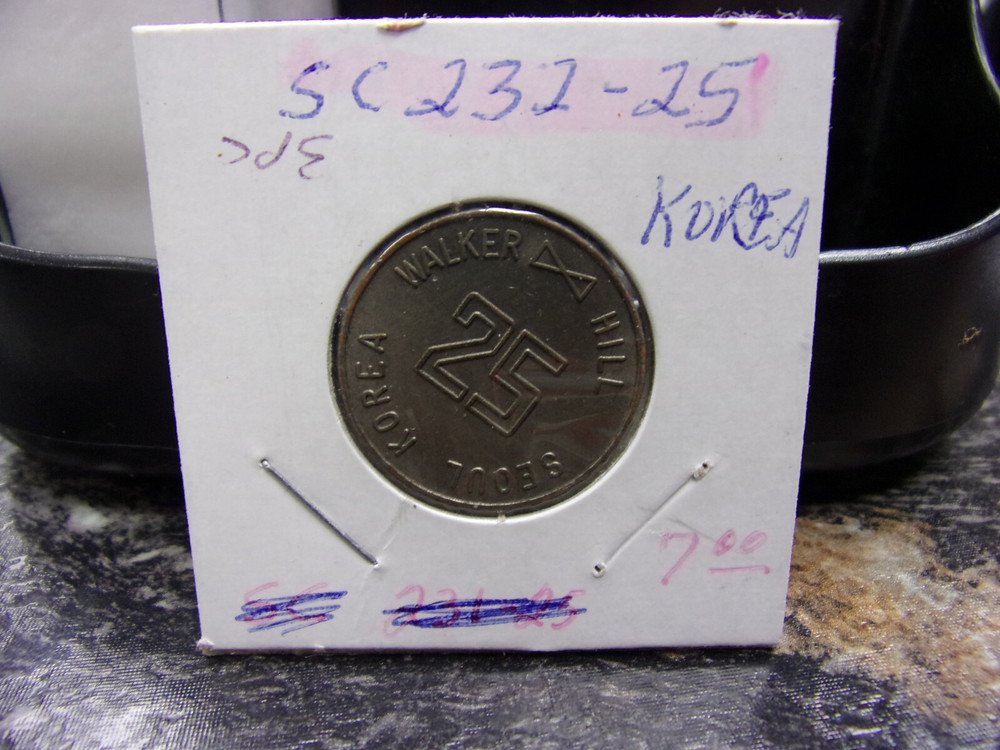 SC 232-25
3PC
KOREA
WALKER HILL
25
SEOUL
KOREA
7.00
SC 231-25